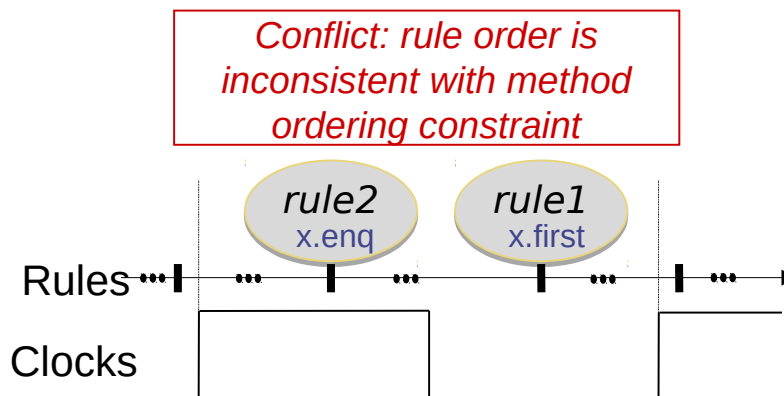 Conflict: rule order is
inconsistent with method
ordering constraint
rule2
x.enq
rule1
x.first
Rules
Clocks